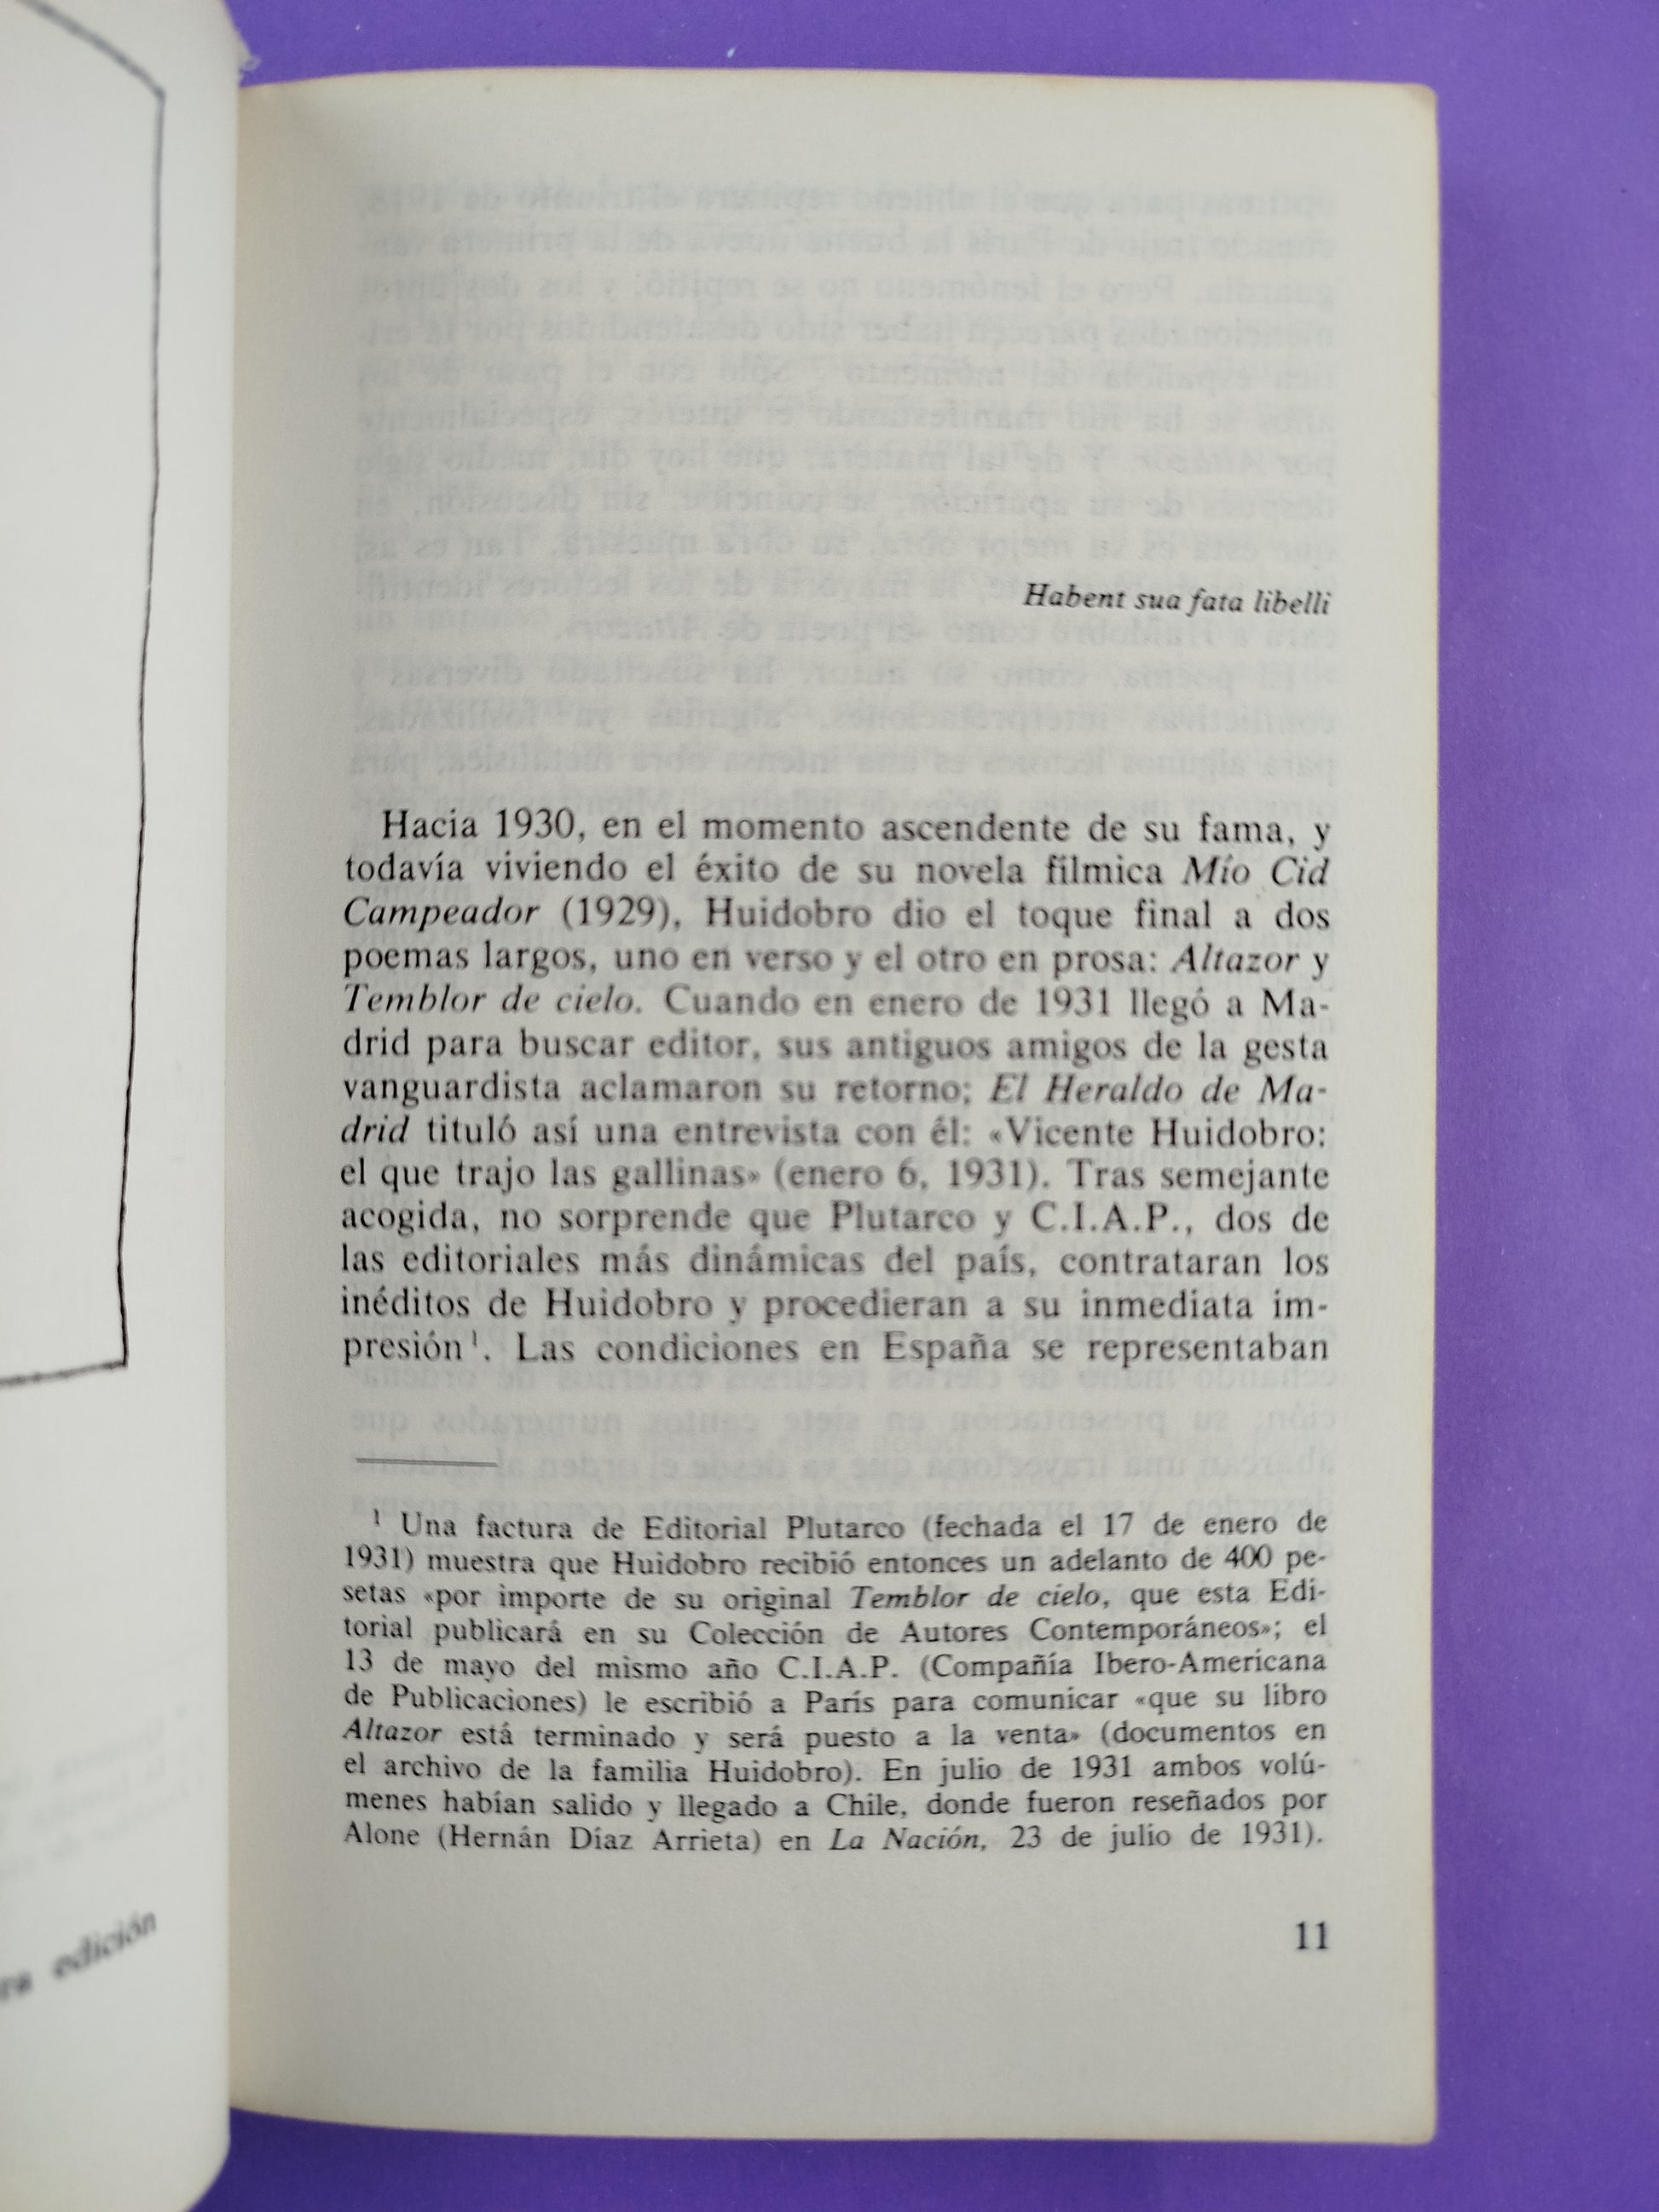 edición
Habent sua fata libelli
Hacia 1930, en el momento ascendente de su fama, y
todavía viviendo el éxito de su novela fílmica Mío Cid
Campeador (1929), Huidobro dio el toque final a dos
poemas largos, uno en verso y el otro en prosa: Altazor y
Temblor de cielo. Cuando en enero de 1931 llegó a Ma-
drid para buscar editor, sus antiguos amigos de la gesta
vanguardista aclamaron su retorno; El Heraldo de Ma-
drid tituló así una entrevista con él: «Vicente Huidobro:
el que trajo las gallinas» (enero 6, 1931). Tras semejante
acogida, no sorprende que Plutarco y C.I.A.P., dos de
las editoriales más dinámicas del país, contrataran los
inéditos de Huidobro y procedieran a su inmediata im-
presión¹. Las condiciones en España se representaban
¹ Una factura de Editorial Plutarco (fechada el 17 de enero de
1931) muestra que Huidobro recibió entonces un adelanto de 400 pe-
setas «por importe de su original Temblor de cielo, que esta Edi-
torial publicará en su Colección de Autores Contemporáneos»; el
13 de mayo del mismo año C.I.A.P. (Compañía Ibero-Americana
de Publicaciones) le escribió a París para comunicar «que su libro
Altazor está terminado y será puesto a la venta» (documentos en
el archivo de la familia Huidobro). En julio de 1931 ambos volú-
menes habían salido y llegado a Chile, donde fueron reseñados por
Alone (Hernán Díaz Arrieta) en La Nación, 23 de julio de 1931).
11